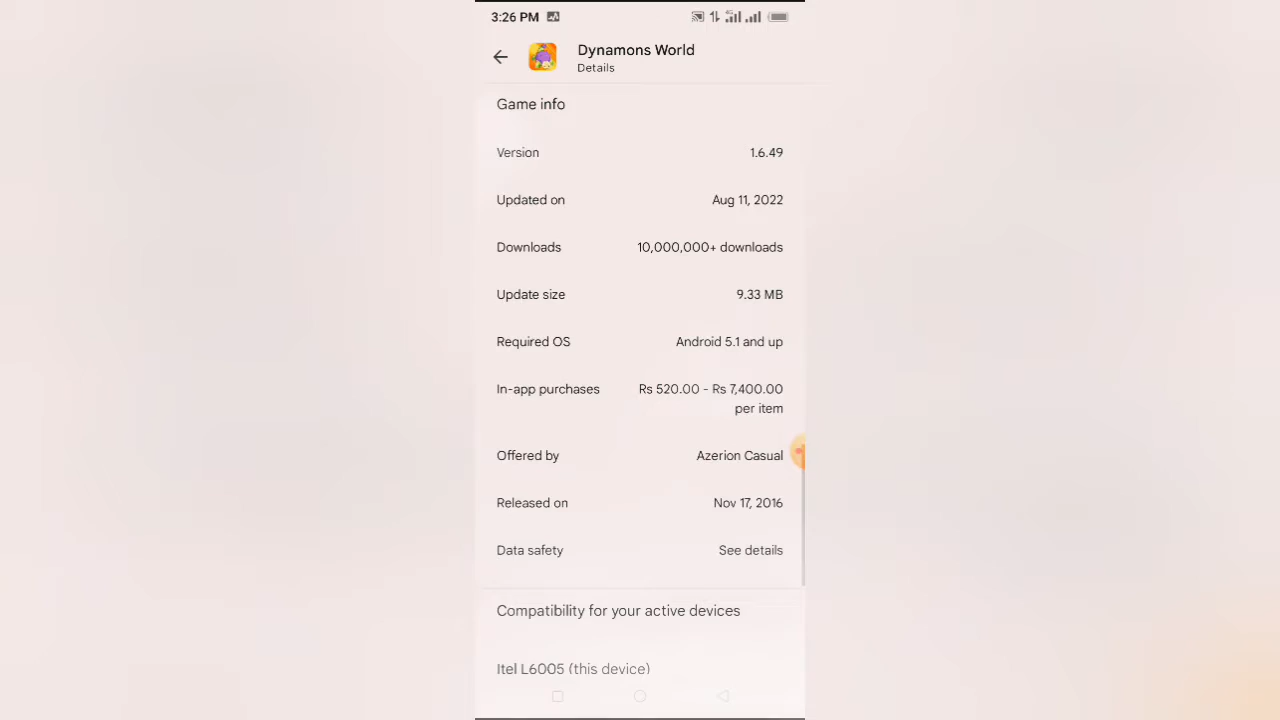 3:26 PM
4G
Dynamons World
Details
Game info
Version 1.6.49
Updated on Aug 11, 2022
Downloads 10,000,000+ downloads
Update size 9.33 MB
Required OS Android 5.1 and up
In-app purchases Rs 520.00 - Rs 7,400.00
per item
Offered by Azerion Casual
Released on Nov 17, 2016
Data safety See details
Compatibility for your active devices
Itel L6005 (this device)